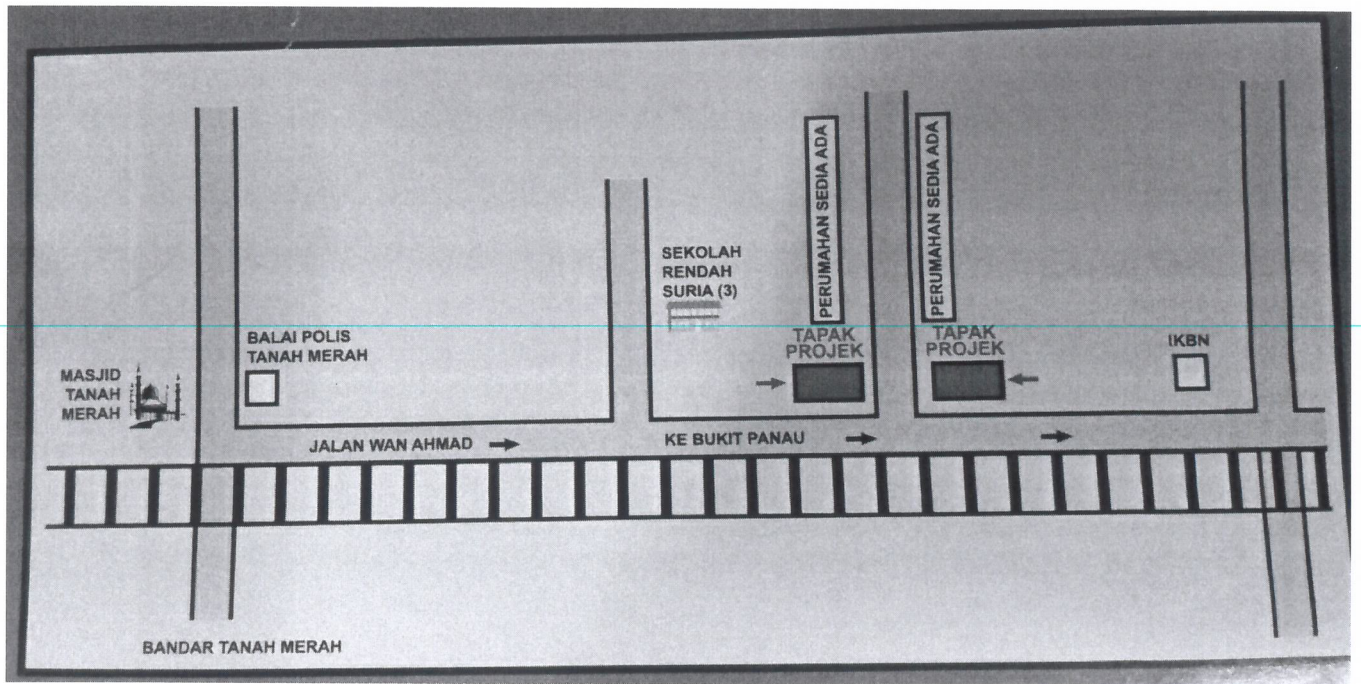 PERUMAHAN SEDIA ADA
PERUMAHAN SEDIA ADA
SEKOLAH
RENDAH
SURIA (3)
TAPAK
PROJEK
TAPAK
PROJEK
IKBN
BALAI POLIS
TANAH MERAH
MASJID
TANAH
MERAH
JALAN WAN AHMAD
KE BUKIT PANAU
BANDAR TANAH MERAH